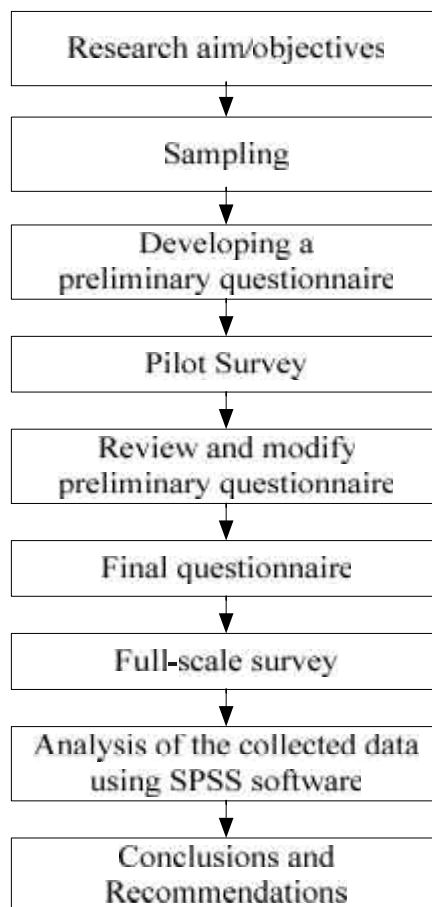 Research aim/objectives
Sampling
Developing a
preliminary questionnaire
Pilot Survey
Review and modify
preliminary questionnaire
Final questionnaire
Full-scale survey
Analysis of the collected data
using SPSS software
Conclusions and
Recommendations